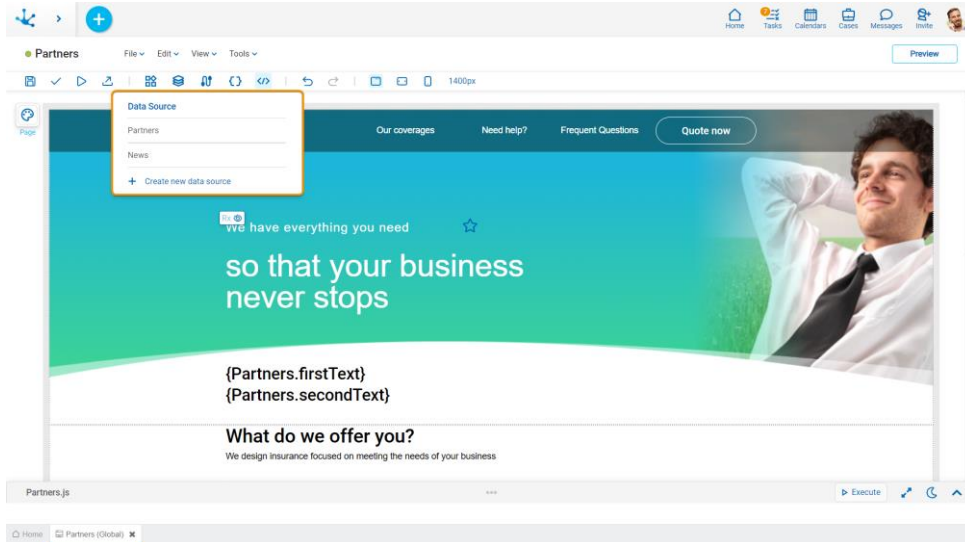 Home
7
Tasks
Calendars
Cases
Messages
Invite
Partners
File Edit View Tools
Preview
1400px
Page
Data Source
Partners
News
+ Create new data source
Our coverages Need help? Frequent Questions Quote now
Rx
We have everything you need
so that your business
never stops
{Partners.firstText}
{Partners.secondText}
What do we offer you?
We design insurance focused on meeting the needs of your business
Partners.js
Execute
Home Partners (Global)